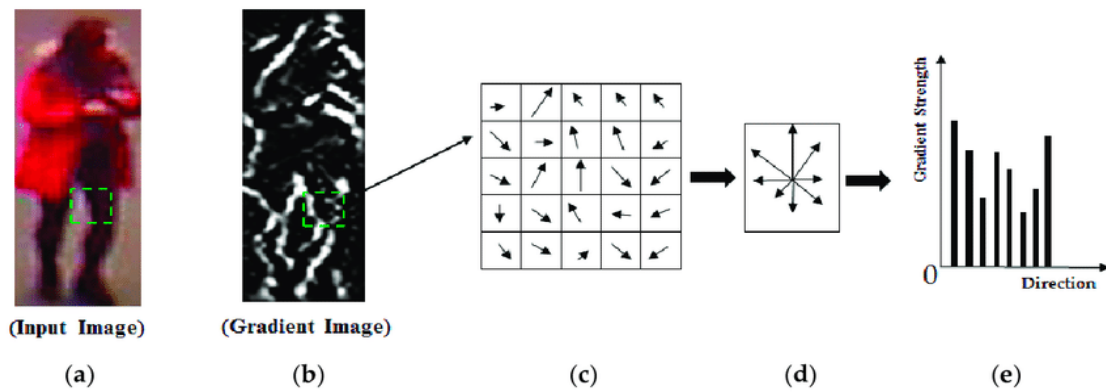 Gradient Strength
0
Direction
(Input Image)
(Gradient Image)
(a)
(b)
(c)
(d)
(e)